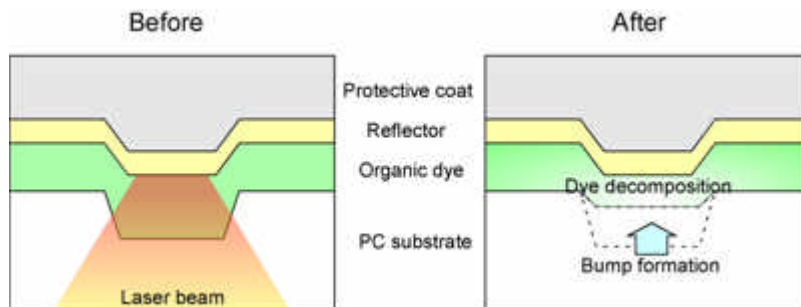 Before
After
Protective coat
Reflector
Organic dye
Dye decomposition
PC substrate
Bump formation
Laser beam